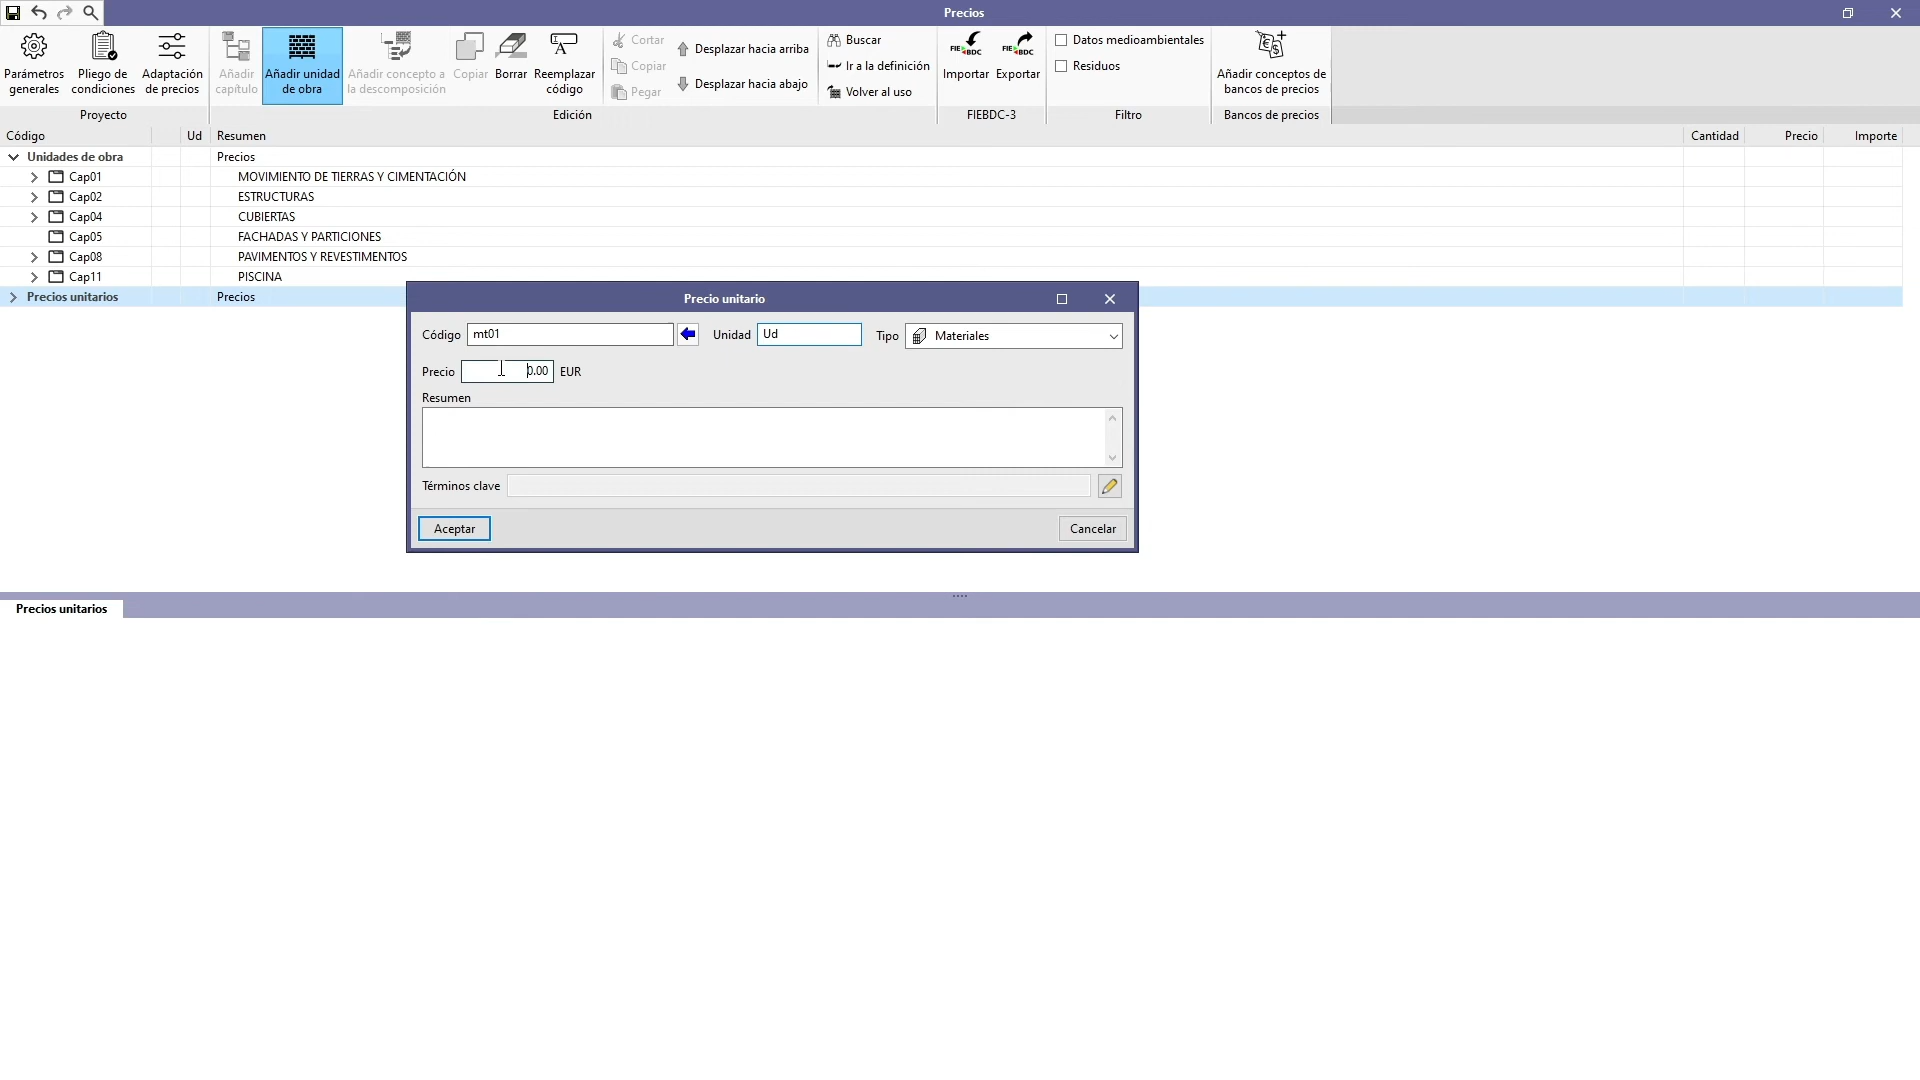 Precios
Parámetros generales
Pliego de condiciones
Adaptación de precios
Añadir capítulo
Añadir unidad de obra
Añadir concepto a la descomposición
Copiar
Borrar
Reemplazar código
Cortar
Copiar
Pegar
Desplazar hacia arriba
Desplazar hacia abajo
Buscar
Ir a la definición
Volver al uso
FIE BDC
Importar
FIE BDC
Exportar
Datos medioambientales
Residuos
Añadir conceptos de bancos de precios
Proyecto
Edición
FIEBDC-3
Filtro
Bancos de precios
Código Ud Resumen Cantidad Precio Importe
Unidades de obra Precios
Cap01 MOVIMIENTO DE TIERRAS Y CIMENTACIÓN
Cap02 ESTRUCTURAS
Cap04 CUBIERTAS
Cap05 FACHADAS Y PARTICIONES
Cap08 PAVIMENTOS Y REVESTIMENTOS
Cap11 PISCINA
Precios unitarios Precios
Precio unitario
Código mt01 Unidad Ud Tipo Materiales
Precio 0.00 EUR
Resumen
Términos clave
Aceptar Cancelar
Precios unitarios